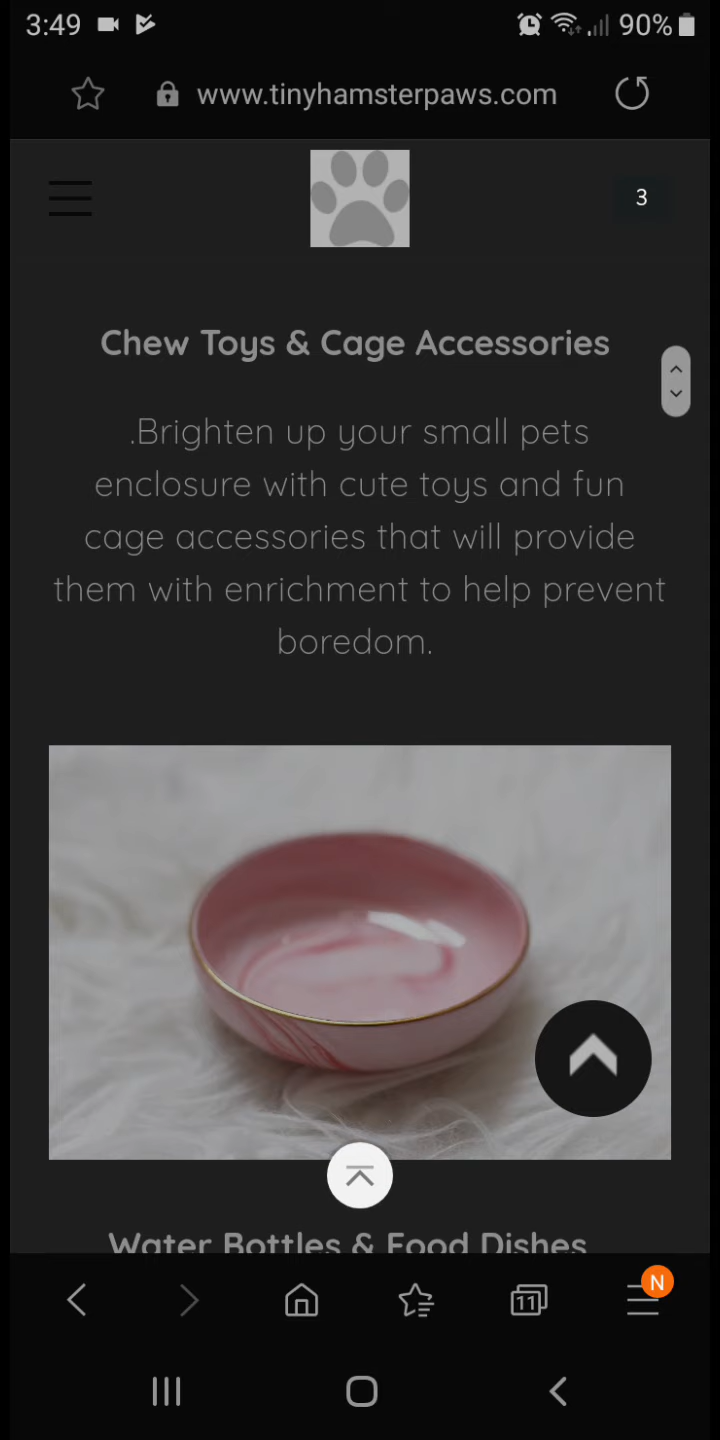 3:49
90%
www.tinyhamsterpaws.com
3
Chew Toys & Cage Accessories
.Brighten up your small pets
enclosure with cute toys and fun
cage accessories that will provide
them with enrichment to help prevent
boredom.
Water Bottles & Food Dishes
11
N